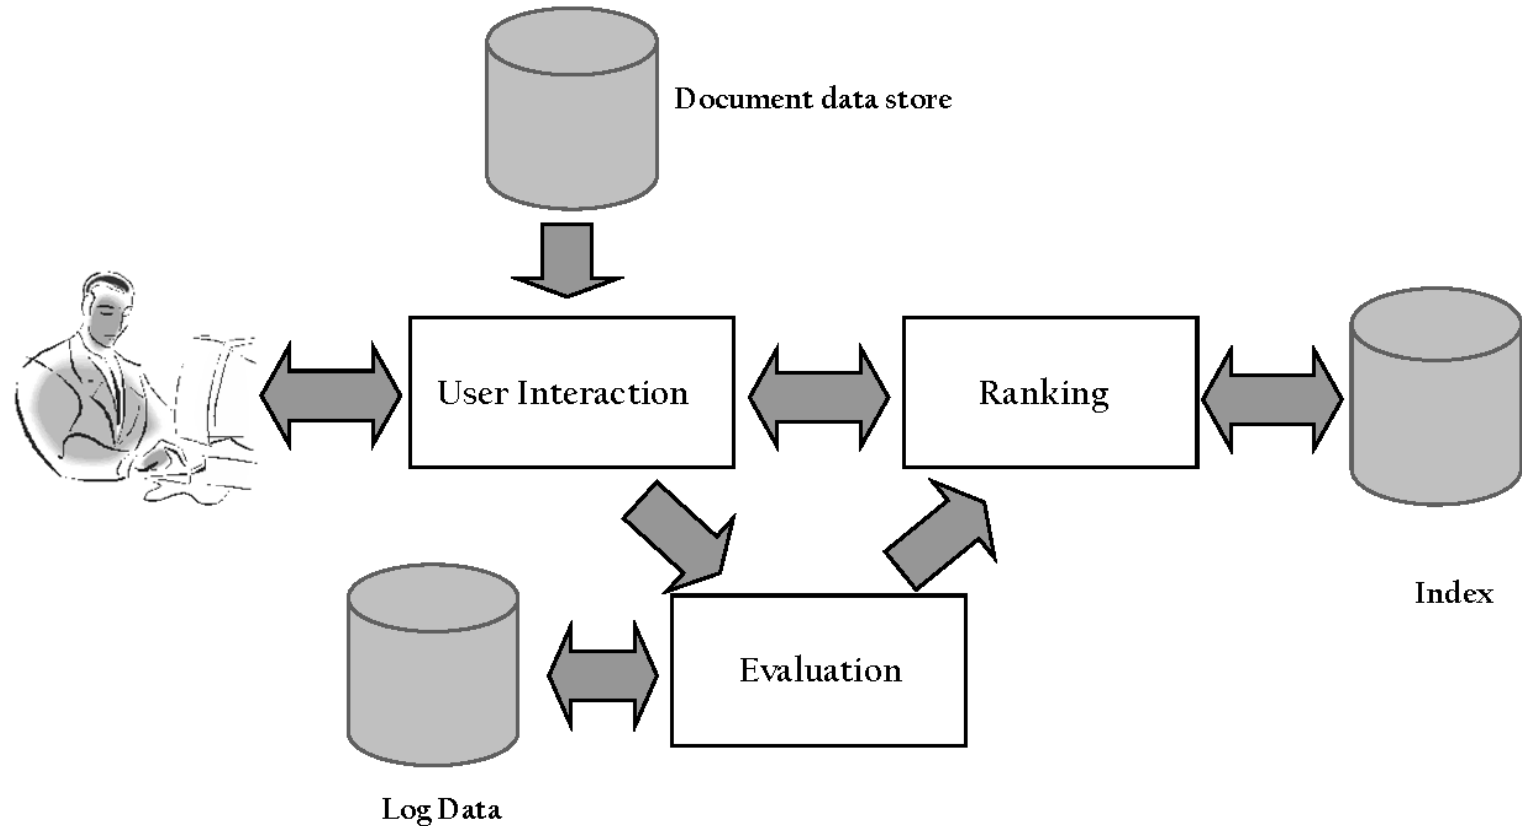 Document data store
User Interaction
Ranking
Index
Evaluation
Log Data